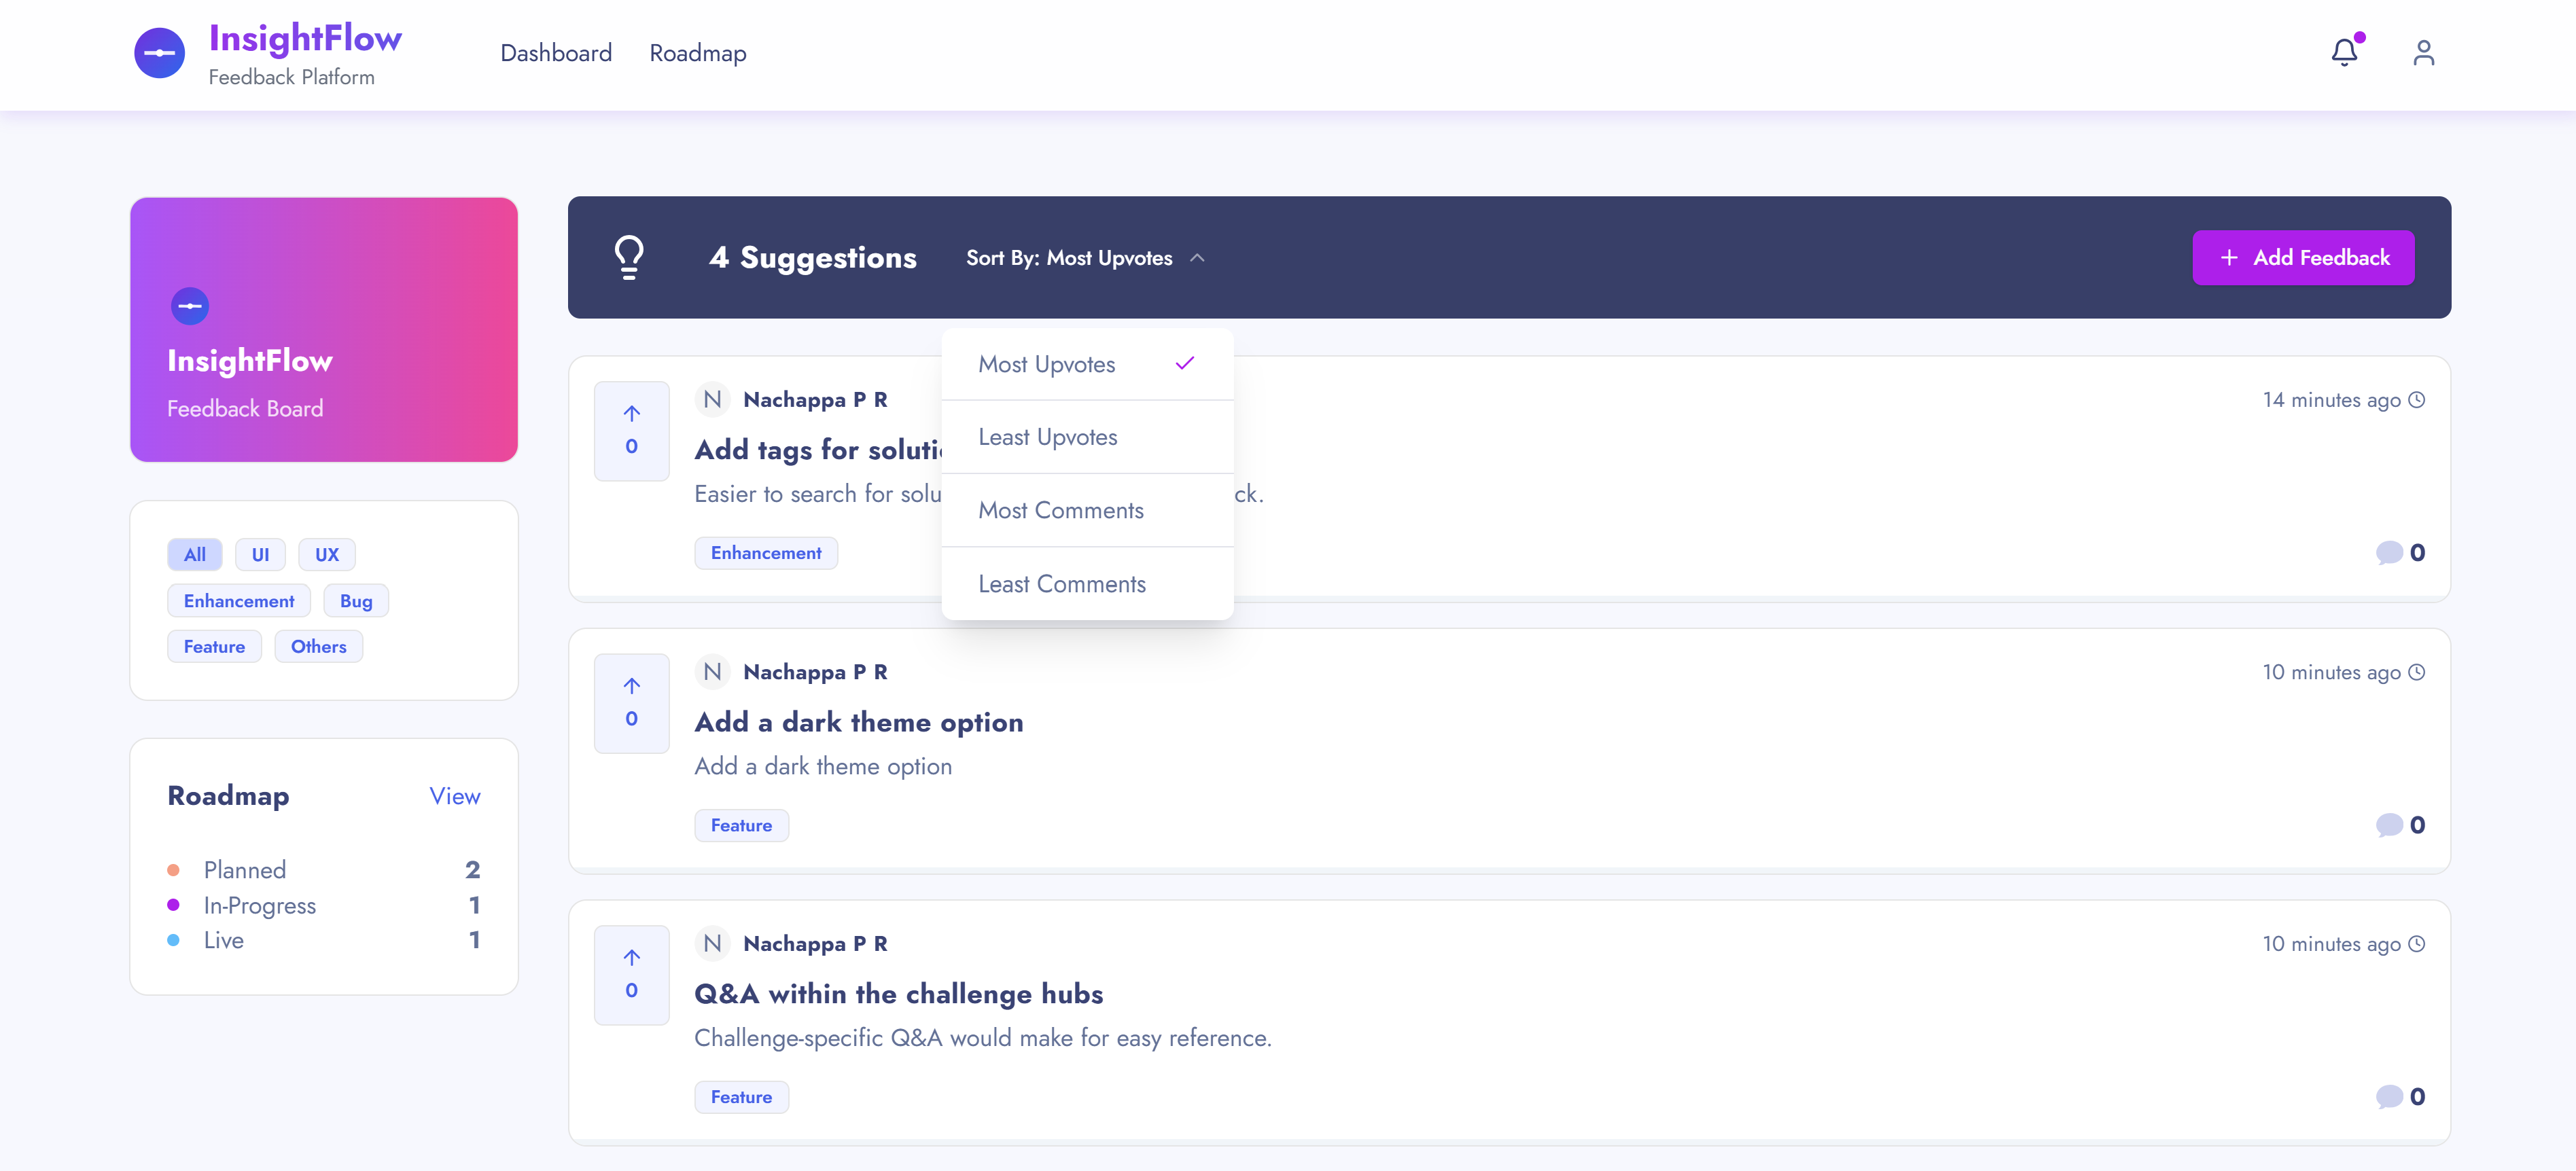 InsightFlow
Feedback Platform
Dashboard
Roadmap
InsightFlow
Feedback Board
All
UI
UX
Enhancement
Bug
Feature
Others
Roadmap
View
Planned
2
In-Progress
1
Live
1
4 Suggestions
Sort By: Most Upvotes
+ Add Feedback
Most Upvotes
Least Upvotes
Most Comments
Least Comments
0
N
Nachappa P R
14 minutes ago
Add tags for
Easier to search for
Enhancement
0
0
N
Nachappa P R
10 minutes ago
Add a dark theme option
Add a dark theme option
Feature
0
0
N
Nachappa P R
10 minutes ago
Q&A within the challenge hubs
Challenge-specific Q&A would make for easy reference.
Feature
0